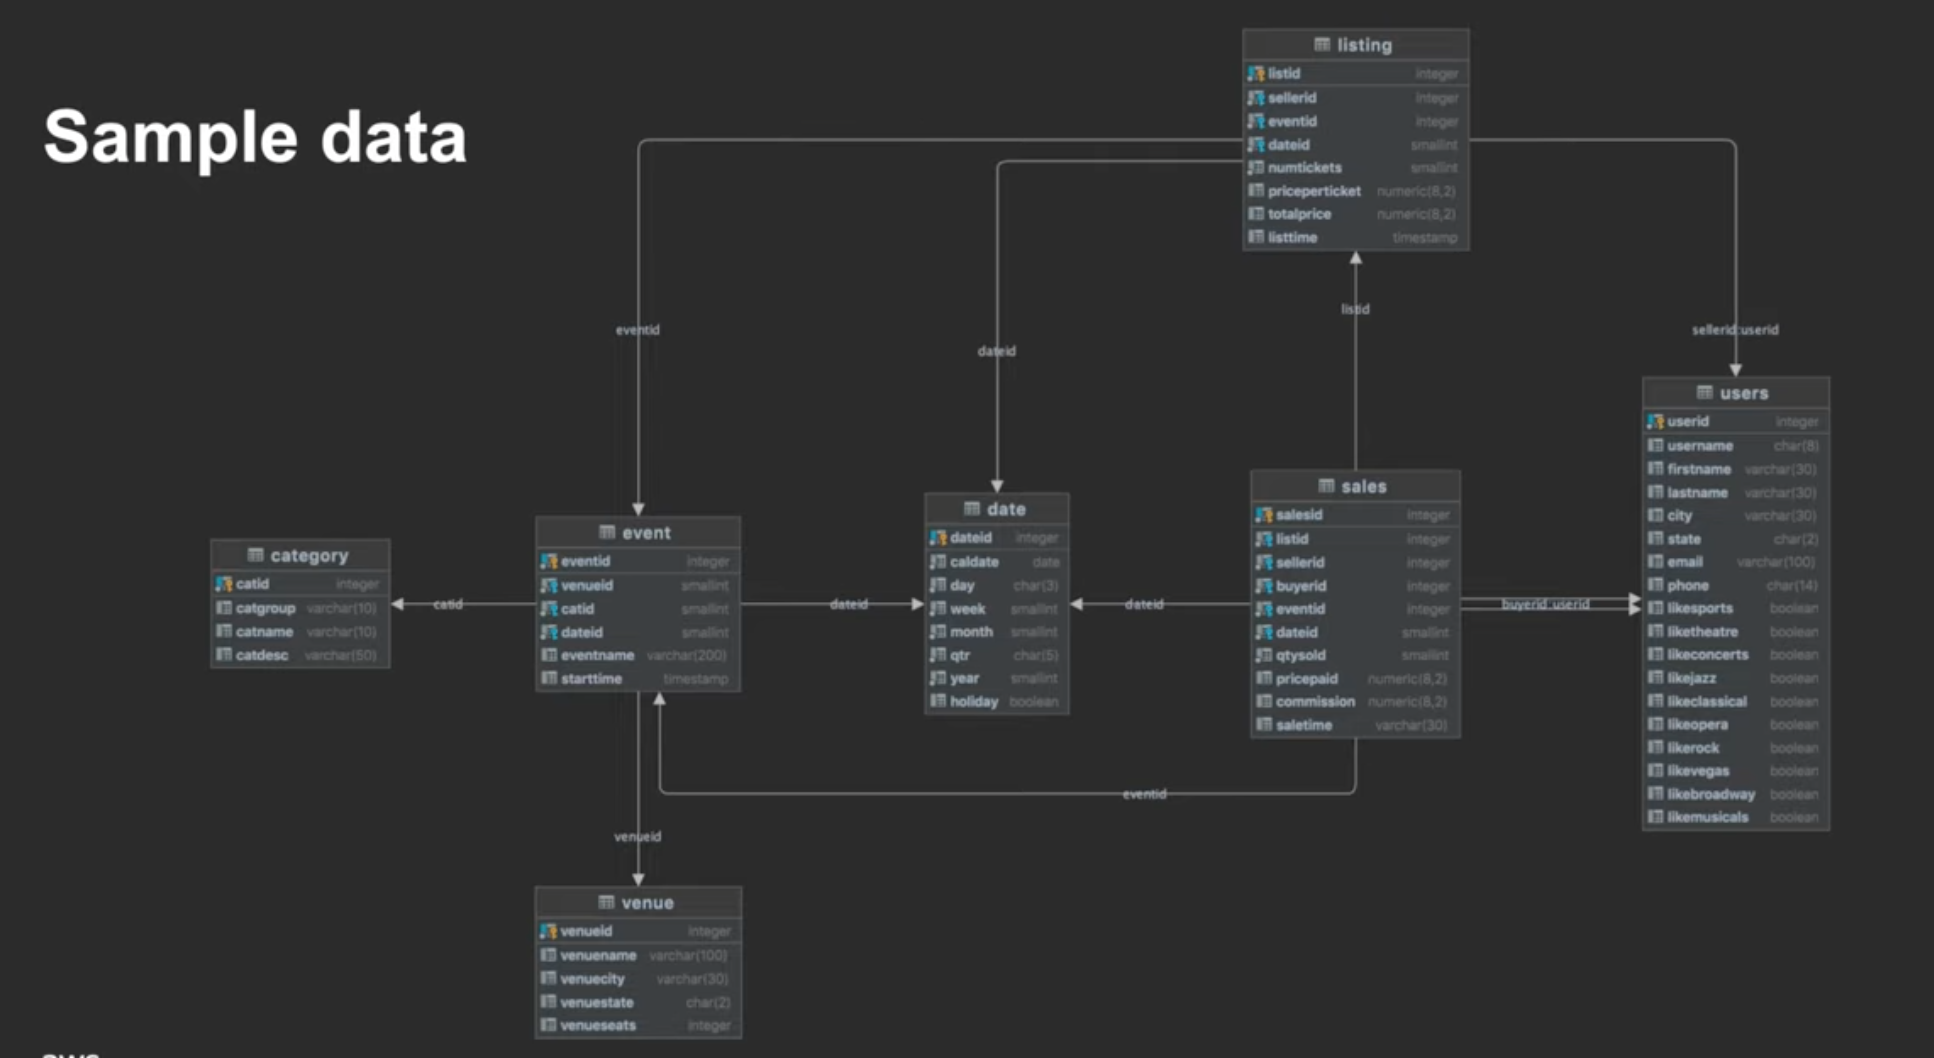 Sample data
listing
listid integer
sellerid integer
eventid integer
dateid smallint
numtickets smallint
priceperticket numeric(8,2)
totalprice numeric(8,2)
listtime timestamp
eventid
dateid
listid
sellerid:userid
users
userid integer
username char(8)
firstname varchar(30)
lastname varchar(30)
city varchar(30)
state char(2)
email varchar(100)
phone char(14)
likesports boolean
liketheatre boolean
likeconcerts boolean
likejazz boolean
likeclassical boolean
likeopera boolean
likerock boolean
likevegas boolean
likebroadway boolean
likemusicals boolean
sales
salesid integer
listid integer
sellerid integer
buyerid integer
eventid integer
dateid smallint
qtysold smallint
pricepaid numeric(8,2)
commission numeric(8,2)
saletime varchar(30)
buyerid:userid
date
dateid integer
caldate date
day char(3)
week smallint
month smallint
qtr char(5)
year smallint
holiday boolean
dateid
dateid
event
eventid integer
venueid smallint
catid smallint
dateid smallint
eventname varchar(200)
starttime timestamp
category
catid integer
catgroup varchar(10)
catname varchar(10)
catdesc varchar(50)
catid
eventid
venueid
venue
venueid integer
venuename varchar(100)
venuecity varchar(30)
venuestate char(2)
venueseats integer
aws